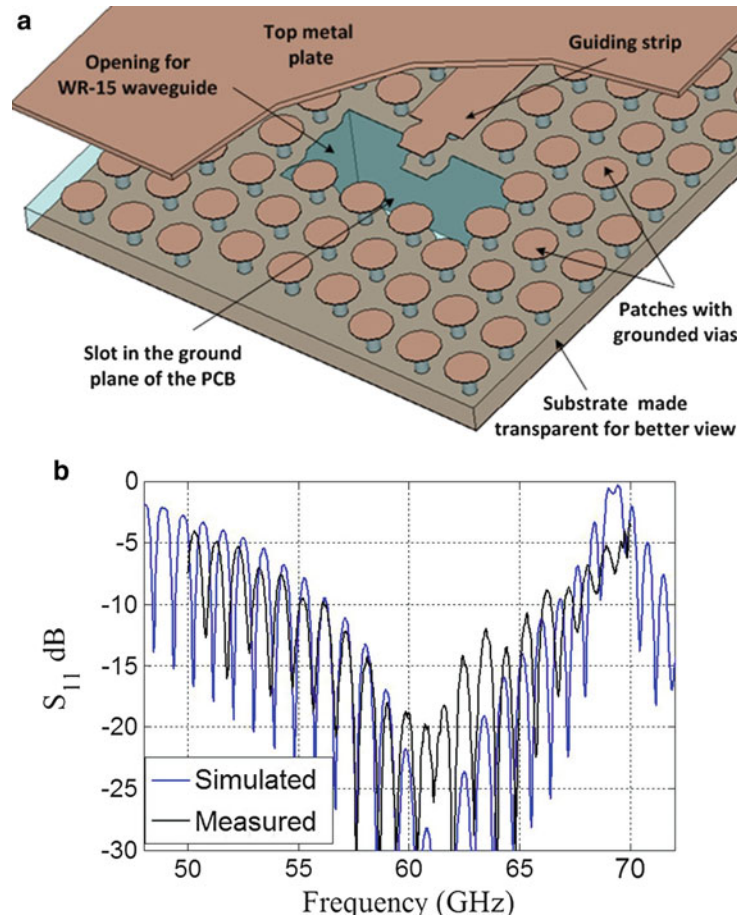 a
Top metal
plate
Guiding strip
Opening for
WR-15 waveguide
Slot in the ground
plane of the PCB
Patches with
grounded vias
Substrate made
transparent for better view
b
0
-5
-10
-15
-20
-25
-30
S11 dB
Simulated
Measured
50
55
60
65
70
Frequency (GHz)